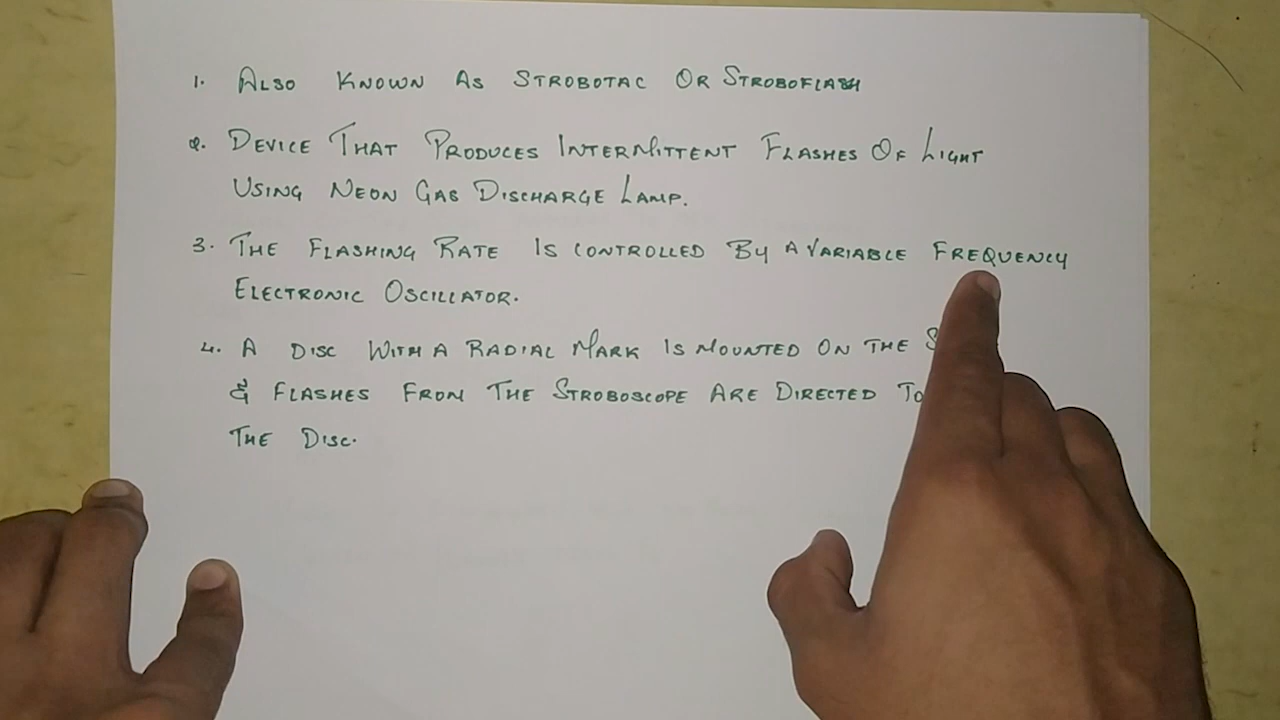 1. ALSO KNOWN AS STROBOTAC OR STROBOFLASH
2. DEVICE THAT PRODUCES INTERMITTENT FLASHES OF LIGHT
USING NEON GAS DISCHARGE LAMP.
3. THE FLASHING RATE IS CONTROLLED BY A VARIABLE FREQUENCY
ELECTRONIC OSCILLATOR.
4. A DISC WITH A RADIAL MARK IS MOUNTED ON THE
& FLASHES FROM THE STROBOSCOPE ARE DIRECTED TO
THE DISC.